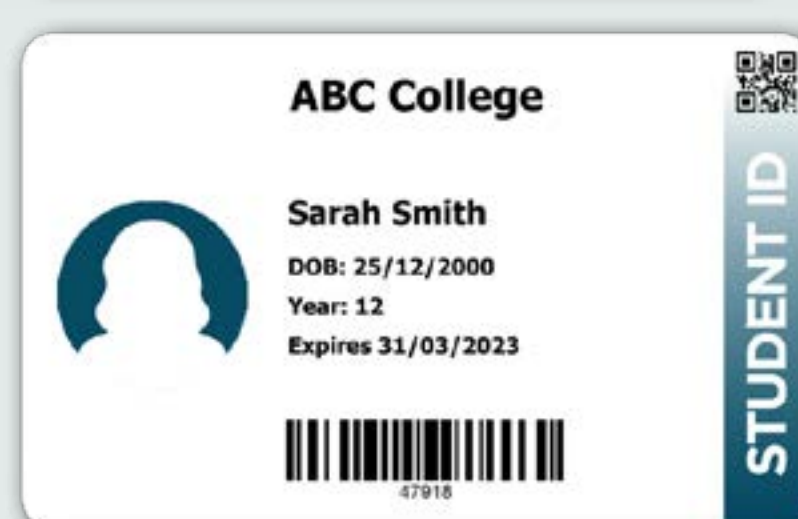 ABC College
Sarah Smith
DOB: 25/12/2000
Year: 12
Expires 31/03/2023
47918
STUDENT ID